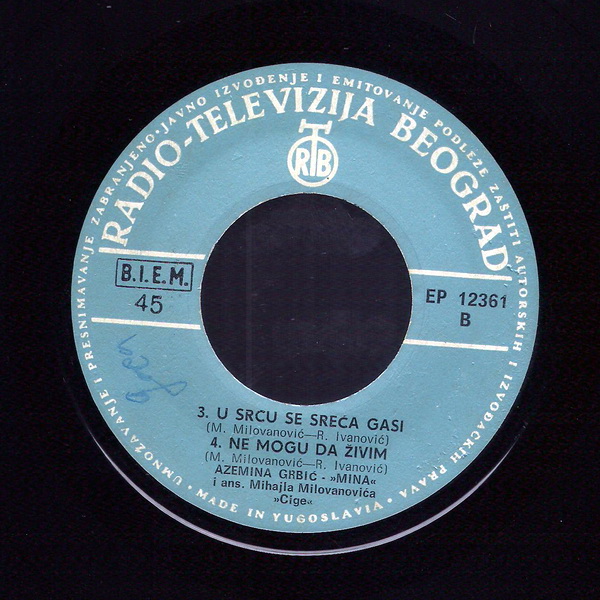 UMNOŽAVANJE I PRESNIMAVANJE ZABRANJENO • JAVNO IZVOĐENJE I EMITOVANJE PODLEŽE ZAŠTITI AUTORSKIH I IZVOĐAČKIH PRAVA •
RADIO-TELEVIZIJA BEOGRAD
RTB
B.I.E.M.
45
EP 12361
B
3. U SRCU SE SREĆA GASI
(M. Milovanović—R. Ivanović)
4. NE MOGU DA ŽIVIM
(M. Milovanović—R. Ivanović)
AZEMINA GRBIĆ - »MINA«
i ans. Mihajla Milovanovića
»Cige«
MADE IN YUGOSLAVIA